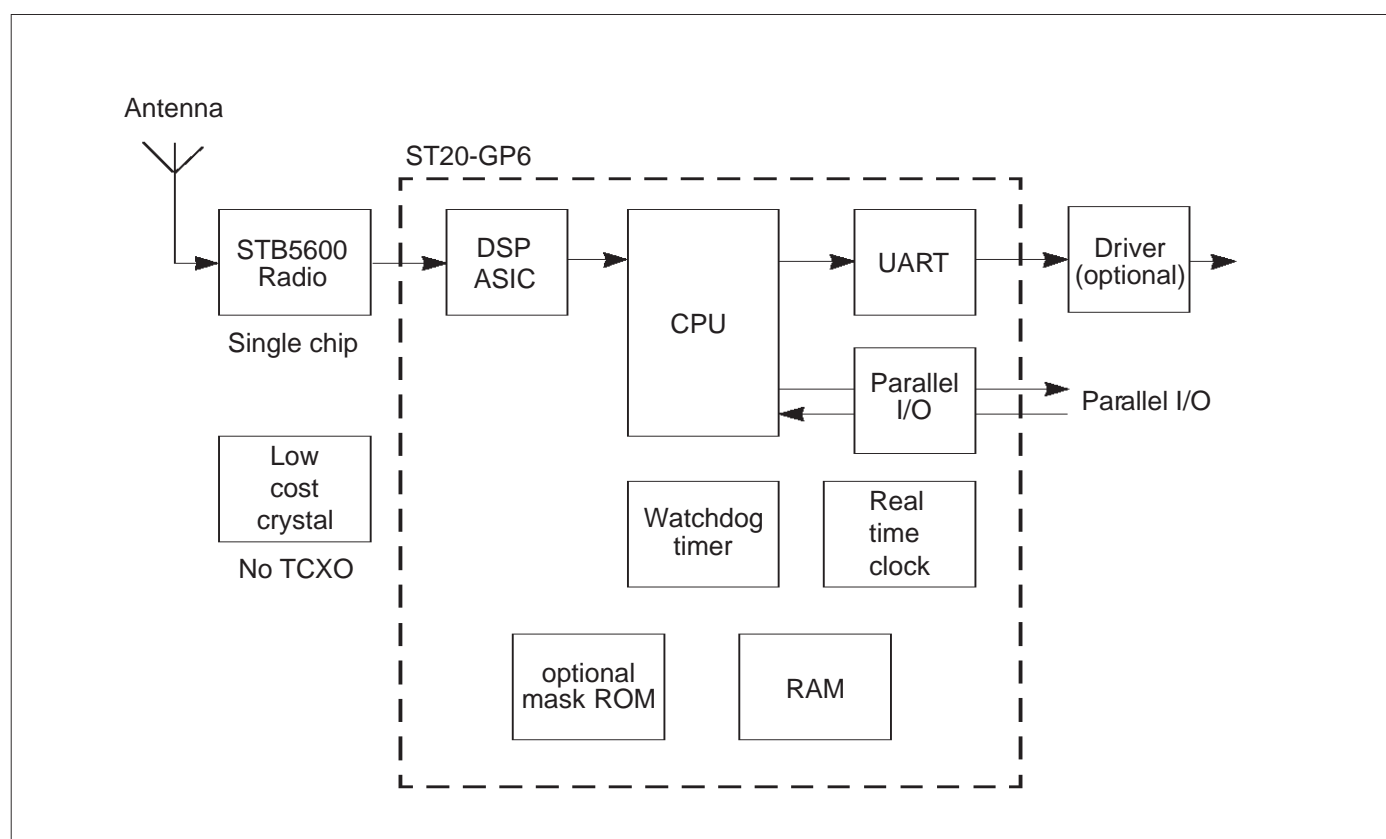 Antenna
ST20-GP6
STB5600
Radio
DSP
ASIC
CPU
UART
Driver
(optional)
Single chip
Parallel
I/O
Parallel I/O
Low
cost
crystal
No TCXO
Watchdog
timer
Real
time
clock
optional
mask ROM
RAM